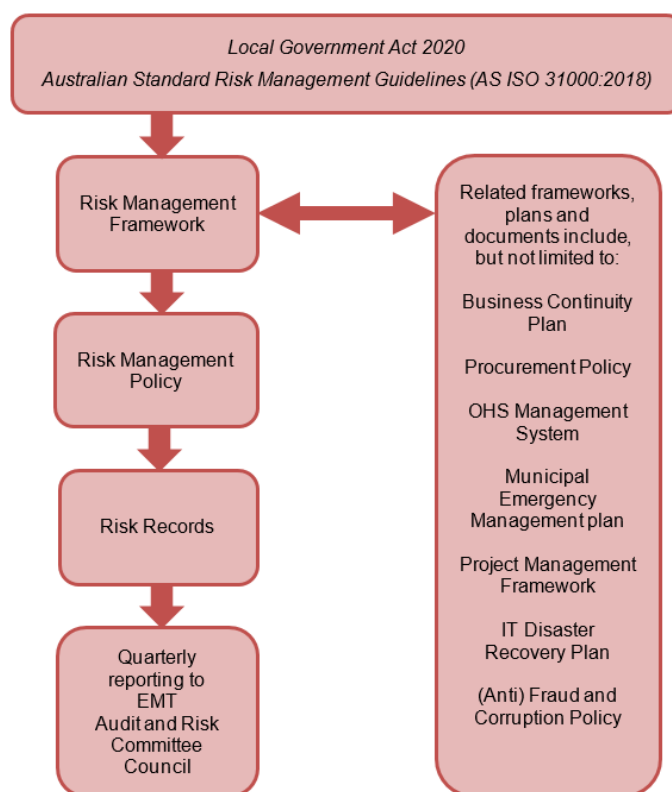 Local Government Act 2020
Australian Standard Risk Management Guidelines (AS ISO 31000:2018)
Risk Management
Framework
Risk Management
Policy
Risk Records
Quarterly
reporting to
EMT
Audit and Risk
Committee
Council
Related frameworks,
plans and
documents include,
but not limited to:
Business Continuity
Plan
Procurement Policy
OHS Management
System
Municipal
Emergency
Management plan
Project Management
Framework
IT Disaster
Recovery Plan
(Anti) Fraud and
Corruption Policy